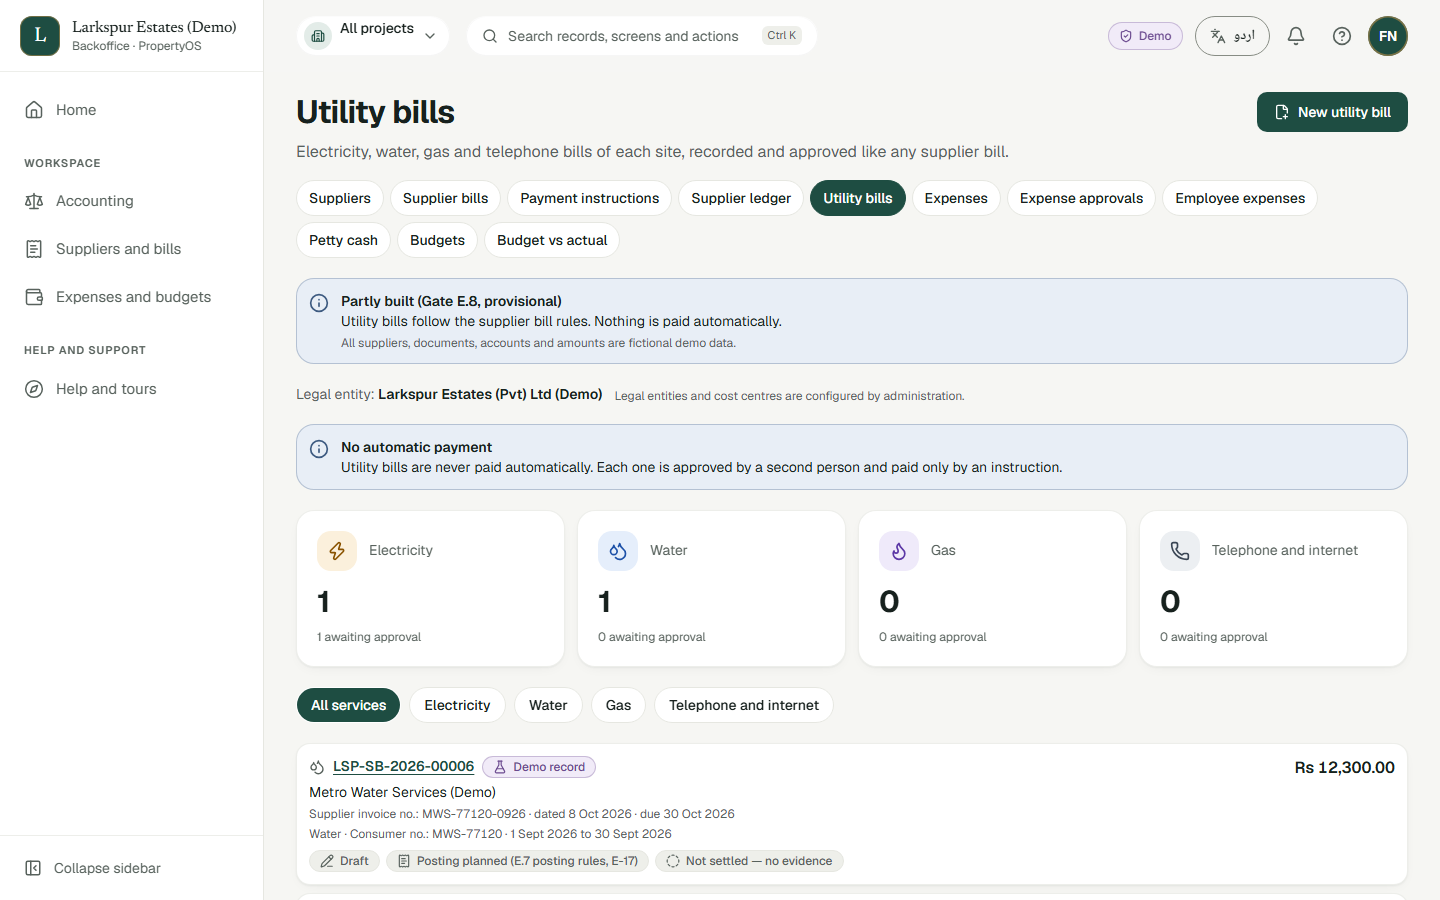 L
Larkspur Estates (Demo)
Backoffice · PropertyOS
All projects
Search records, screens and actions
Ctrl K
Demo
اردو
FN
Home
WORKSPACE
Accounting
Suppliers and bills
Expenses and budgets
HELP AND SUPPORT
Help and tours
Collapse sidebar
Utility bills
New utility bill
Electricity, water, gas and telephone bills of each site, recorded and approved like any supplier bill.
Suppliers
Supplier bills
Payment instructions
Supplier ledger
Utility bills
Expenses
Expense approvals
Employee expenses
Petty cash
Budgets
Budget vs actual
Partly built (Gate E.8, provisional)
Utility bills follow the supplier bill rules. Nothing is paid automatically.
All suppliers, documents, accounts and amounts are fictional demo data.
Legal entity: Larkspur Estates (Pvt) Ltd (Demo) Legal entities and cost centres are configured by administration.
No automatic payment
Utility bills are never paid automatically. Each one is approved by a second person and paid only by an instruction.
Electricity
1
1 awaiting approval
Water
1
0 awaiting approval
Gas
0
0 awaiting approval
Telephone and internet
0
0 awaiting approval
All services
Electricity
Water
Gas
Telephone and internet
LSP-SB-2026-00006
Demo record
Rs 12,300.00
Metro Water Services (Demo)
Supplier invoice no.: MWS-77120-0926 · dated 8 Oct 2026 · due 30 Oct 2026
Water · Consumer no.: MWS-77120 · 1 Sept 2026 to 30 Sept 2026
Draft
Posting planned (E.7 posting rules, E-17)
Not settled — no evidence